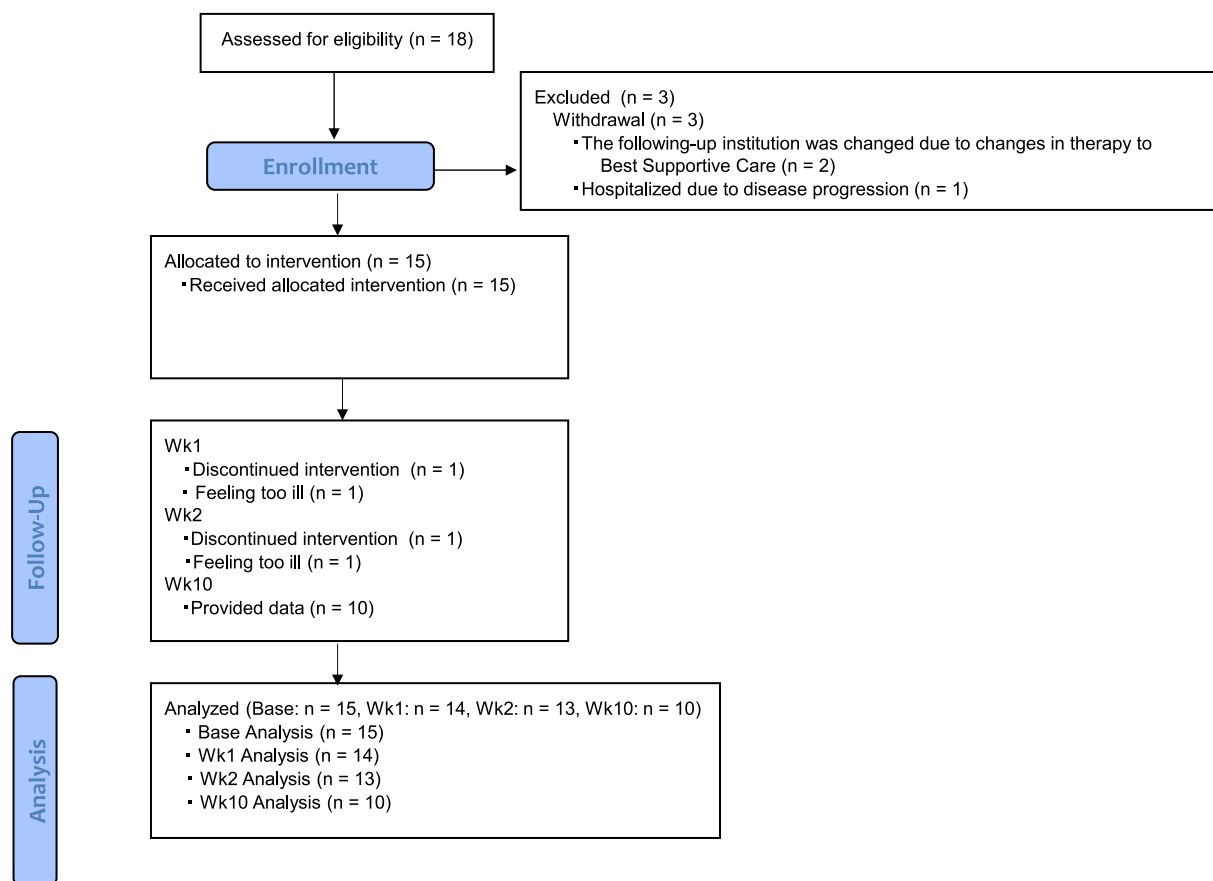 Assessed for eligibility (n = 18)
Excluded (n = 3)
Withdrawal (n = 3)
▪The following-up institution was changed due to changes in therapy to
Best Supportive Care (n = 2)
▪Hospitalized due to disease progression (n = 1)
Enrollment
Allocated to intervention (n = 15)
▪Received allocated intervention (n = 15)
Follow-Up
Wk1
▪Discontinued intervention (n = 1)
▪Feeling too ill (n = 1)
Wk2
▪Discontinued intervention (n = 1)
▪Feeling too ill (n = 1)
Wk10
▪Provided data (n = 10)
Analysis
Analyzed (Base: n = 15, Wk1: n = 14, Wk2: n = 13, Wk10: n = 10)
▪ Base Analysis (n = 15)
▪ Wk1 Analysis (n = 14)
▪ Wk2 Analysis (n = 13)
▪ Wk10 Analysis (n = 10)